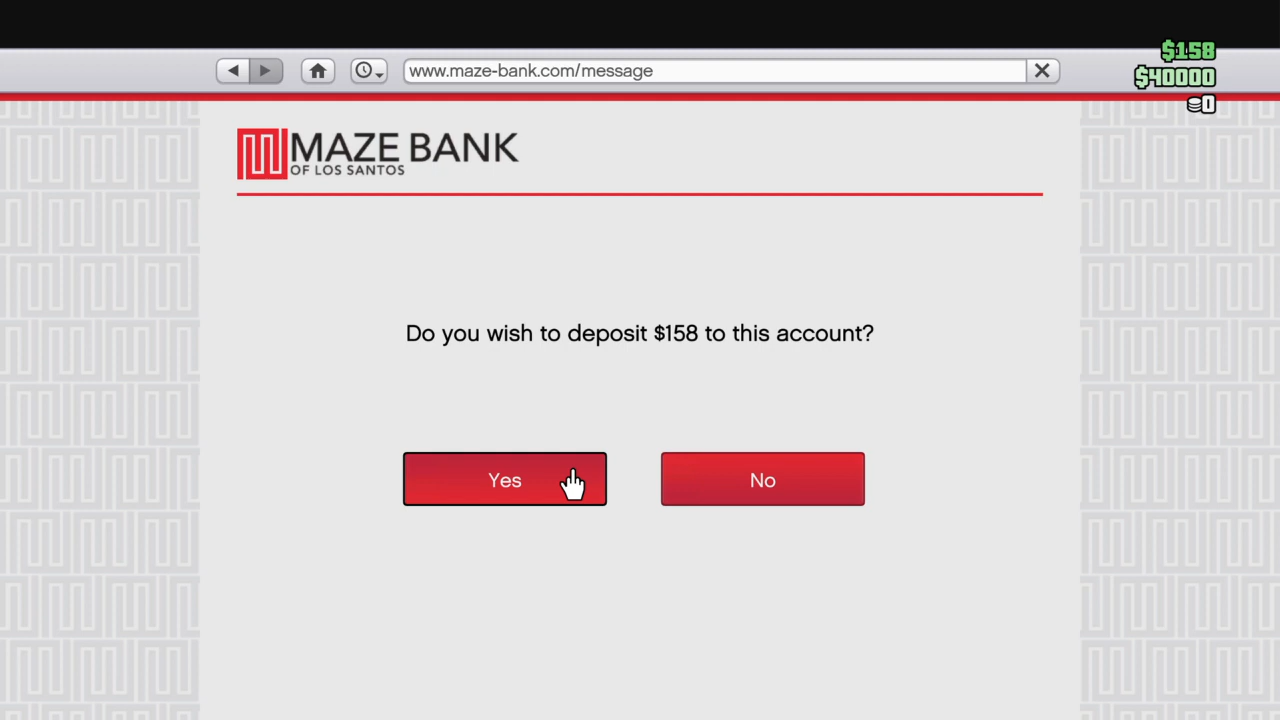 www.maze-bank.com/message
$158
$40000
0
MAZE BANK
OF LOS SANTOS
Do you wish to deposit $158 to this account?
Yes
No